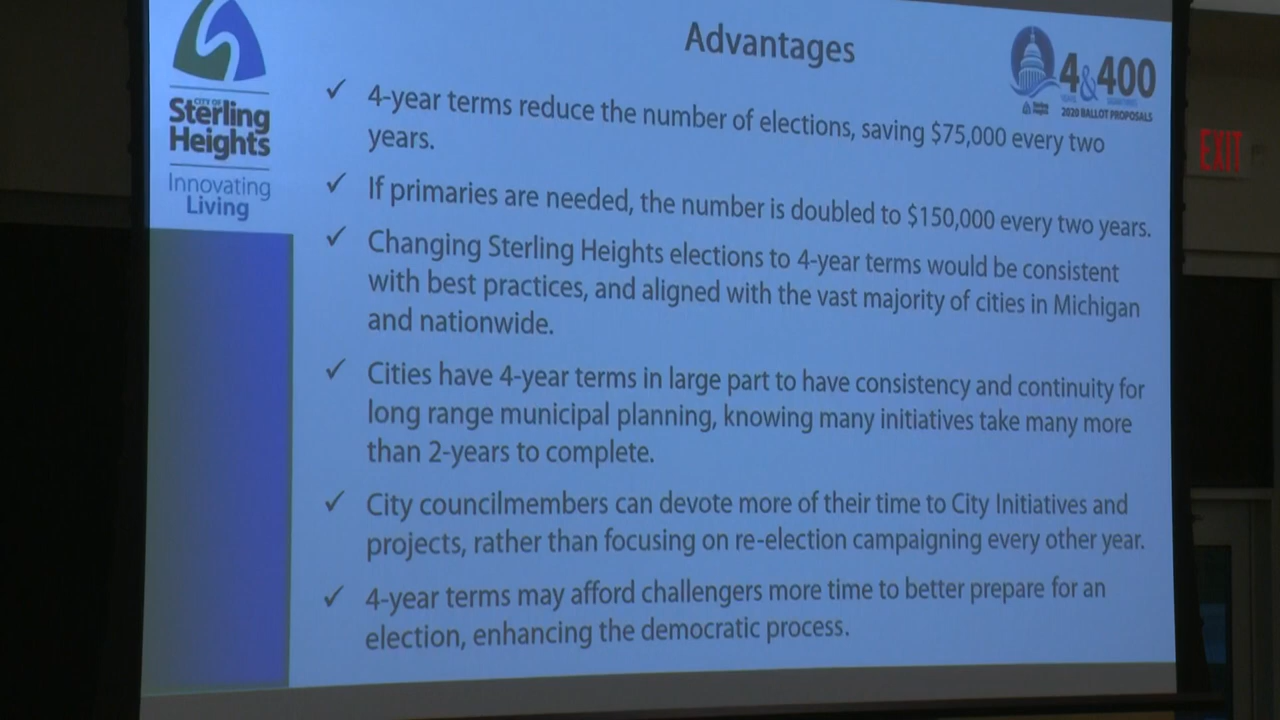 Advantages
4&400
2020 BALLOT PROPOSALS
CITY OF
Sterling
Heights
Innovating
Living
4-year terms reduce the number of elections, saving $75,000 every two
years.
If primaries are needed, the number is doubled to $150,000 every two years.
Changing Sterling Heights elections to 4-year terms would be consistent
with best practices, and aligned with the vast majority of cities in Michigan
and nationwide.
Cities have 4-year terms in large part to have consistency and continuity for
long range municipal planning, knowing many initiatives take many more
than 2-years to complete.
City councilmembers can devote more of their time to City Initiatives and
projects, rather than focusing on re-election campaigning every other year.
4-year terms may afford challengers more time to better prepare for an
election, enhancing the democratic process.
EXIT